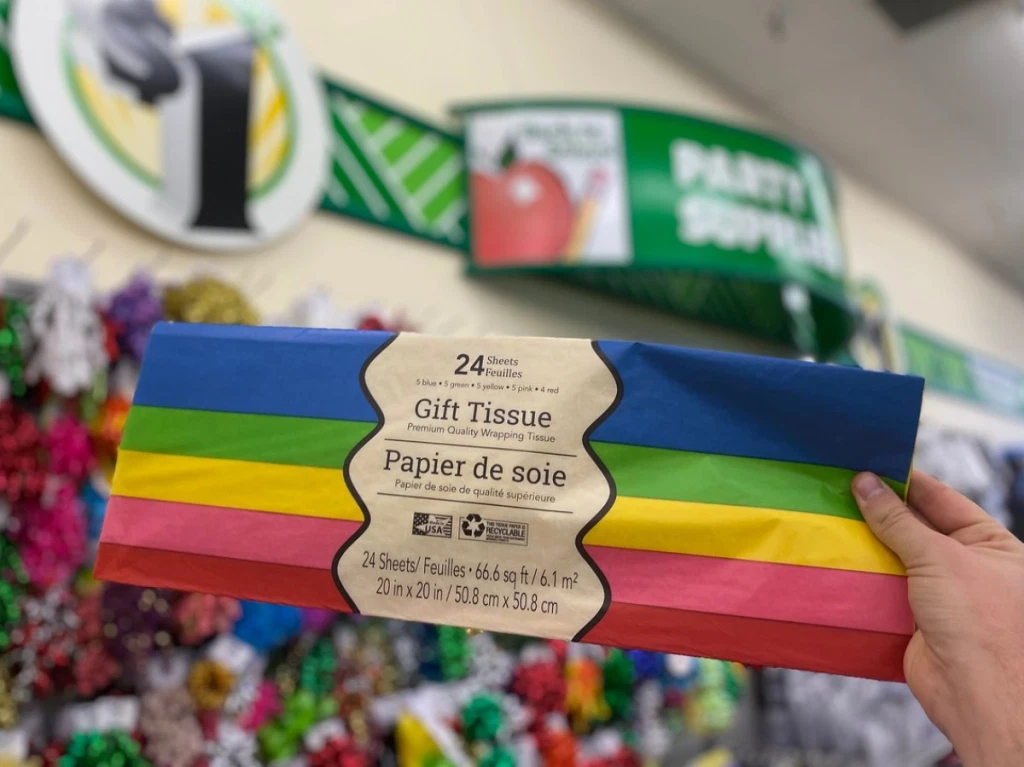 1
PARTY
SUPPLI
24 Sheets
Feuilles
5 blue • 5 green • 5 yellow • 5 pink • 4 red
Gift Tissue
Premium Quality Wrapping Tissue
Papier de soie
Papier de soie de qualité supérieure
USA
RECYCLABLE
24 Sheets/ Feuilles • 66.6 sq ft / 6.1 m²
20 in x 20 in / 50.8 cm x 50.8 cm